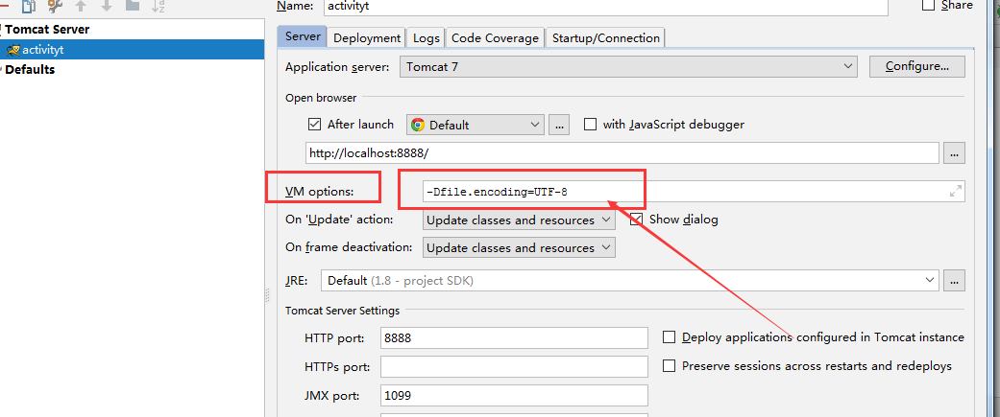 Name: activityt Share
Tomcat Server
activityt
Defaults
Server Deployment Logs Code Coverage Startup/Connection
Application server: Tomcat 7 Configure...
Open browser
After launch Default ... with JavaScript debugger
http://localhost:8888/ ...
VM options: -Dfile.encoding=UTF-8
On 'Update' action: Update classes and resources Show dialog
On frame deactivation: Update classes and resources
JRE: Default (1.8 - project SDK) ...
Tomcat Server Settings
HTTP port: 8888 Deploy applications configured in Tomcat instance
HTTPs port: Preserve sessions across restarts and redeploys
JMX port: 1099